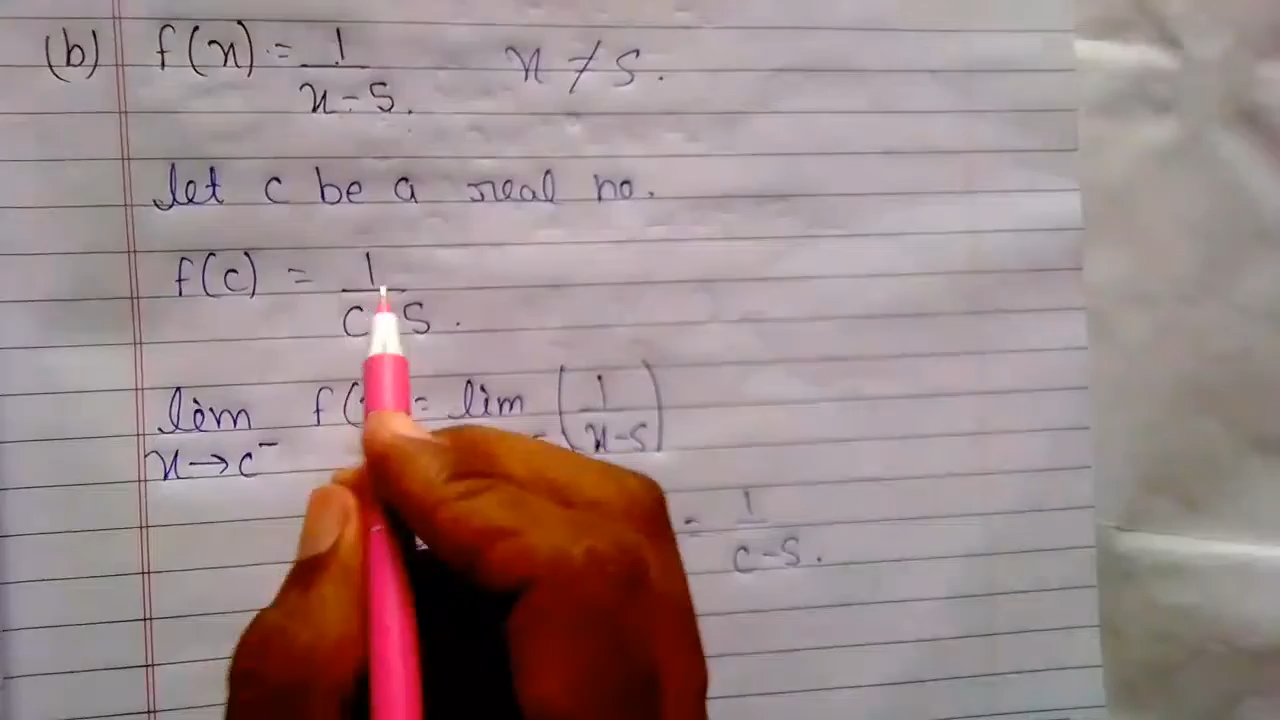 (b) f(x) = 1/(x-5). x ≠ 5.
let c be a real no.
f(c) = 1/(c-5).
lim x→c⁻ f( = lim (1/(x-5))
= 1/(c-5).